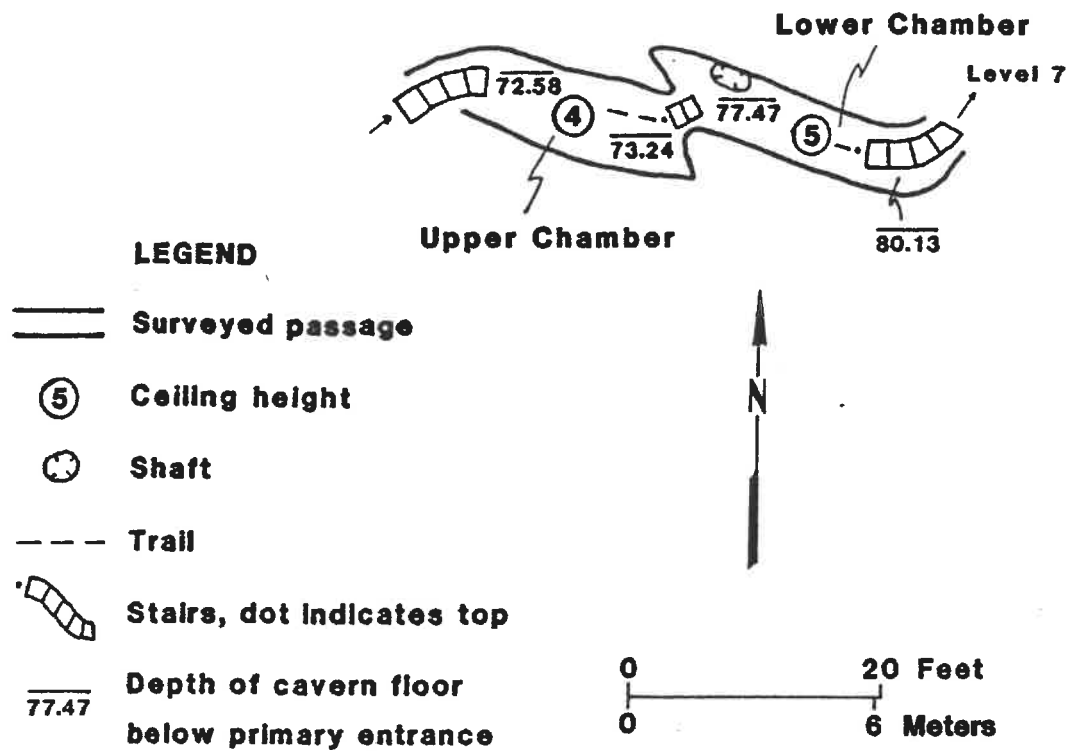 Lower Chamber
Level 7
72.58
4
77.47
5
73.24
Upper Chamber
80.13
LEGEND
Surveyed passage
5 Ceiling height
Shaft
Trail
Stairs, dot indicates top
77.47 Depth of cavern floor
below primary entrance
N
0 20 Feet
0 6 Meters